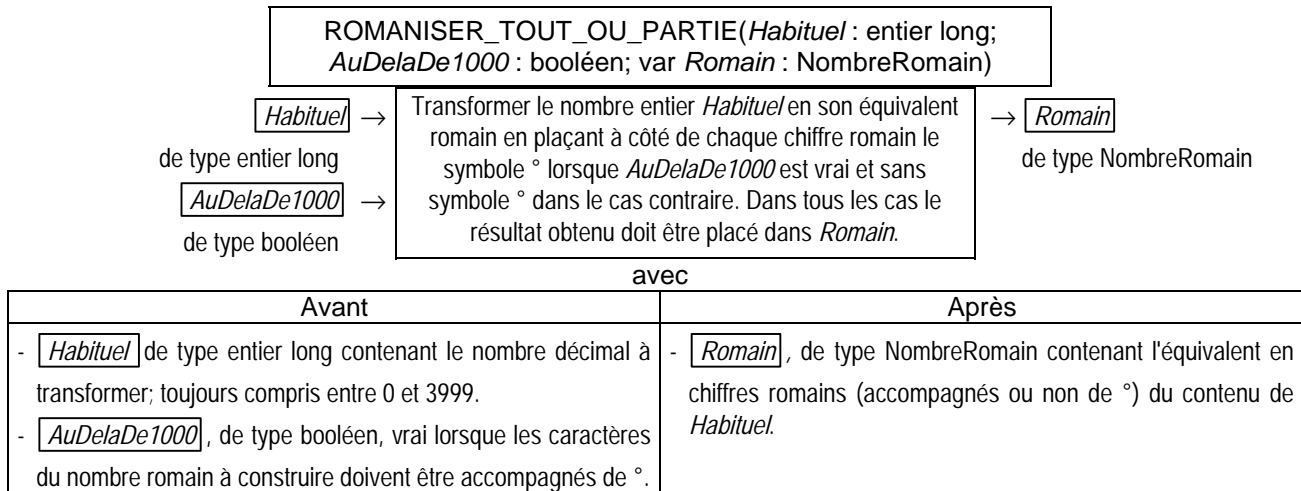 ROMANISER_TOUT_OU_PARTIE(Habituel : entier long;
AuDelaDe1000 : booléen; var Romain : NombreRomain)
Habituel →
de type entier long
AuDelaDe1000 →
de type booléen
Transformer le nombre entier Habituel en son équivalent
romain en plaçant à côté de chaque chiffre romain le
symbole ° lorsque AuDelaDe1000 est vrai et sans
symbole ° dans le cas contraire. Dans tous les cas le
résultat obtenu doit être placé dans Romain.
→ Romain
de type NombreRomain
avec
Avant
- Habituel de type entier long contenant le nombre décimal à
transformer; toujours compris entre 0 et 3999.
- AuDelaDe1000, de type booléen, vrai lorsque les caractères
du nombre romain à construire doivent être accompagnés de °.
Après
- Romain, de type NombreRomain contenant l'équivalent en
chiffres romains (accompagnés ou non de °) du contenu de
Habituel.